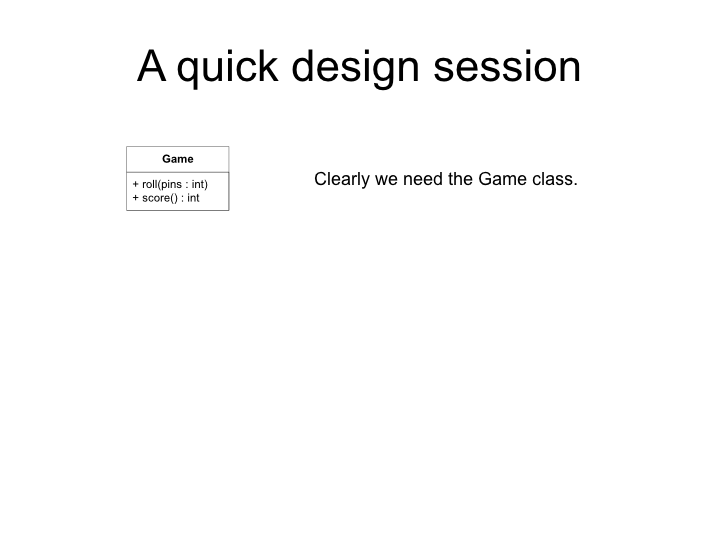 A quick design session
Game
+ roll(pins : int)
+ score() : int
Clearly we need the Game class.